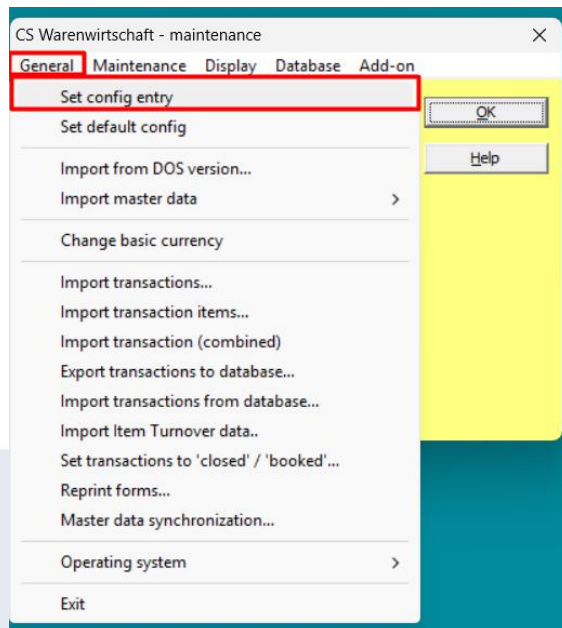 CS Warenwirtschaft - maintenance
General Maintenance Display Database Add-on
Set config entry
Set default config
Import from DOS version...
Import master data
Change basic currency
Import transactions...
Import transaction items...
Import transaction (combined)
Export transactions to database...
Import transactions from database...
Import Item Turnover data..
Set transactions to 'closed' / 'booked'...
Reprint forms...
Master data synchronization...
Operating system
Exit
OK
Help